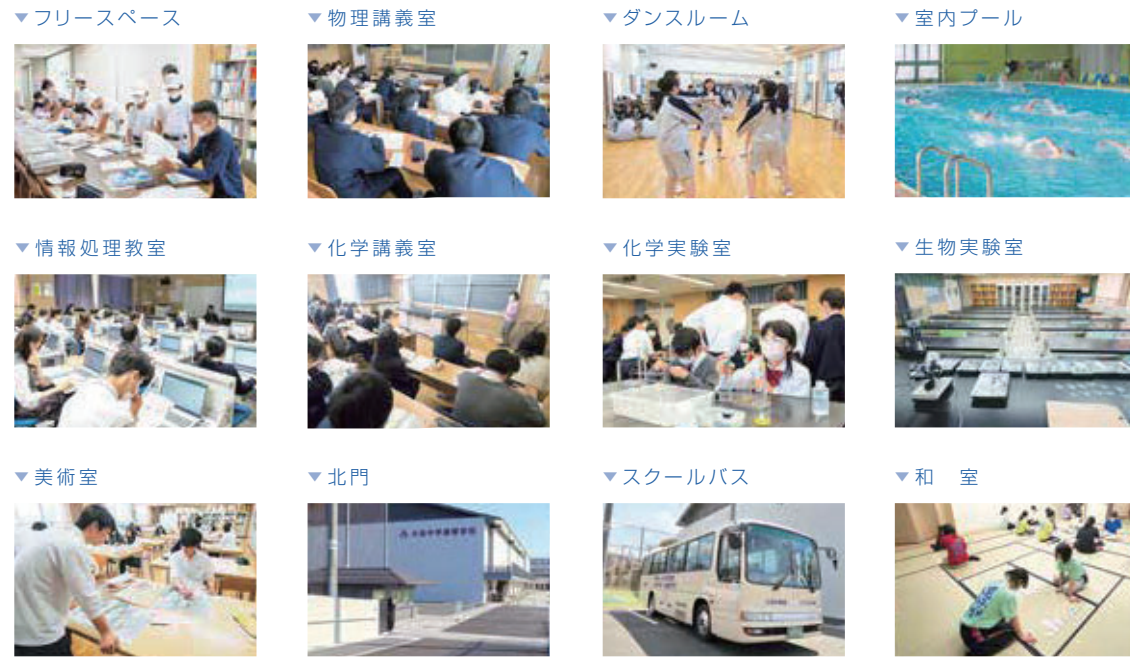 ▼フリースペース
▼物理講義室
▼ダンスルーム
▼室内プール
▼情報処理教室
▼化学講義室
▼化学実験室
▼生物実験室
▼美術室
▼北門
▼スクールバス
▼和　室